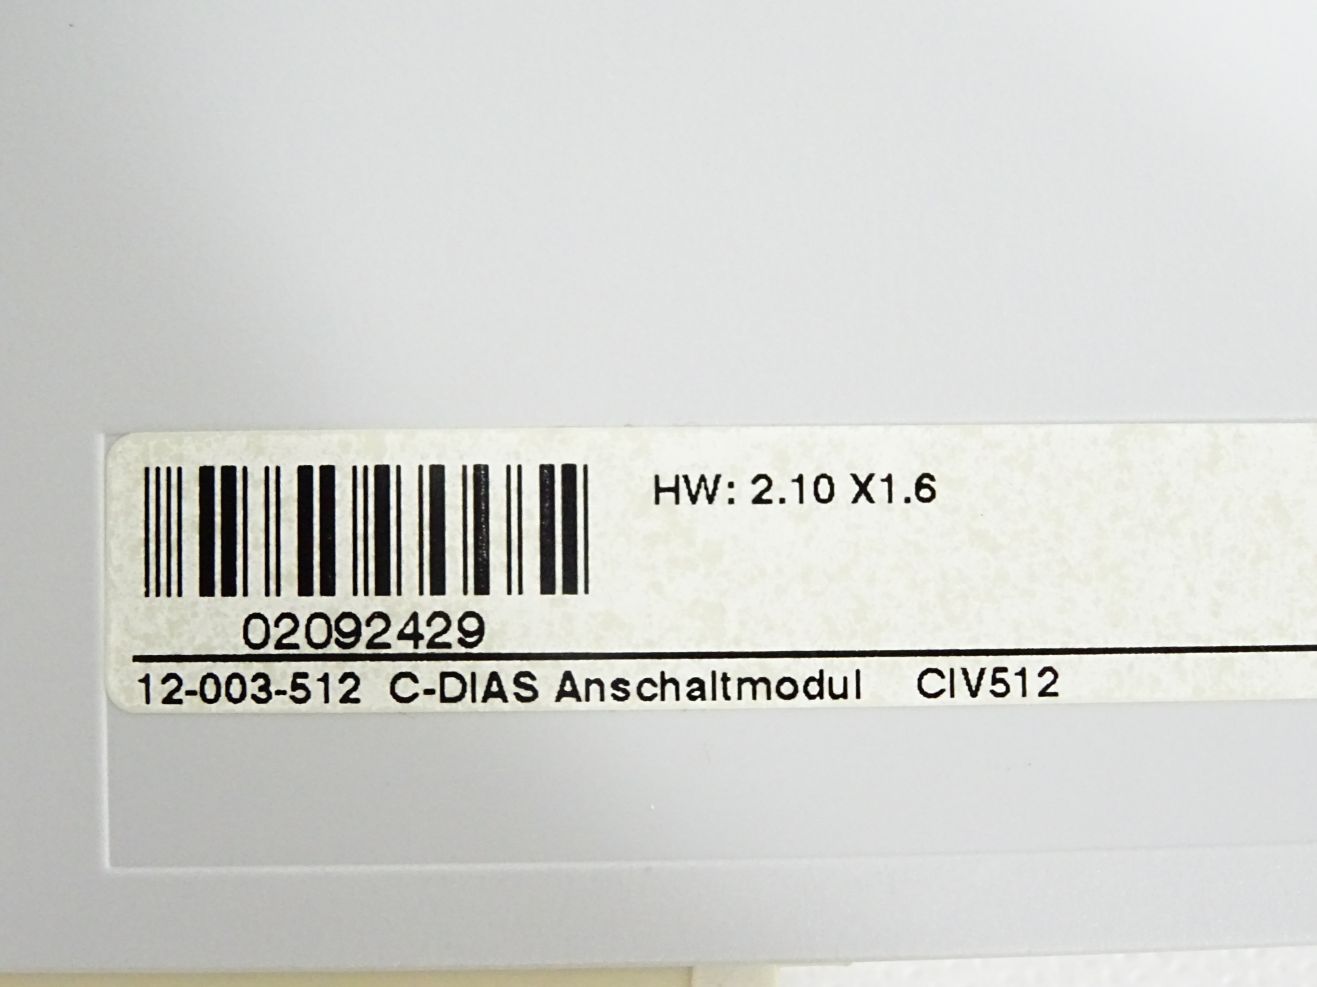 HW: 2.10 X1.6
02092429
12-003-512 C-DIAS Anschaltmodul CIV512